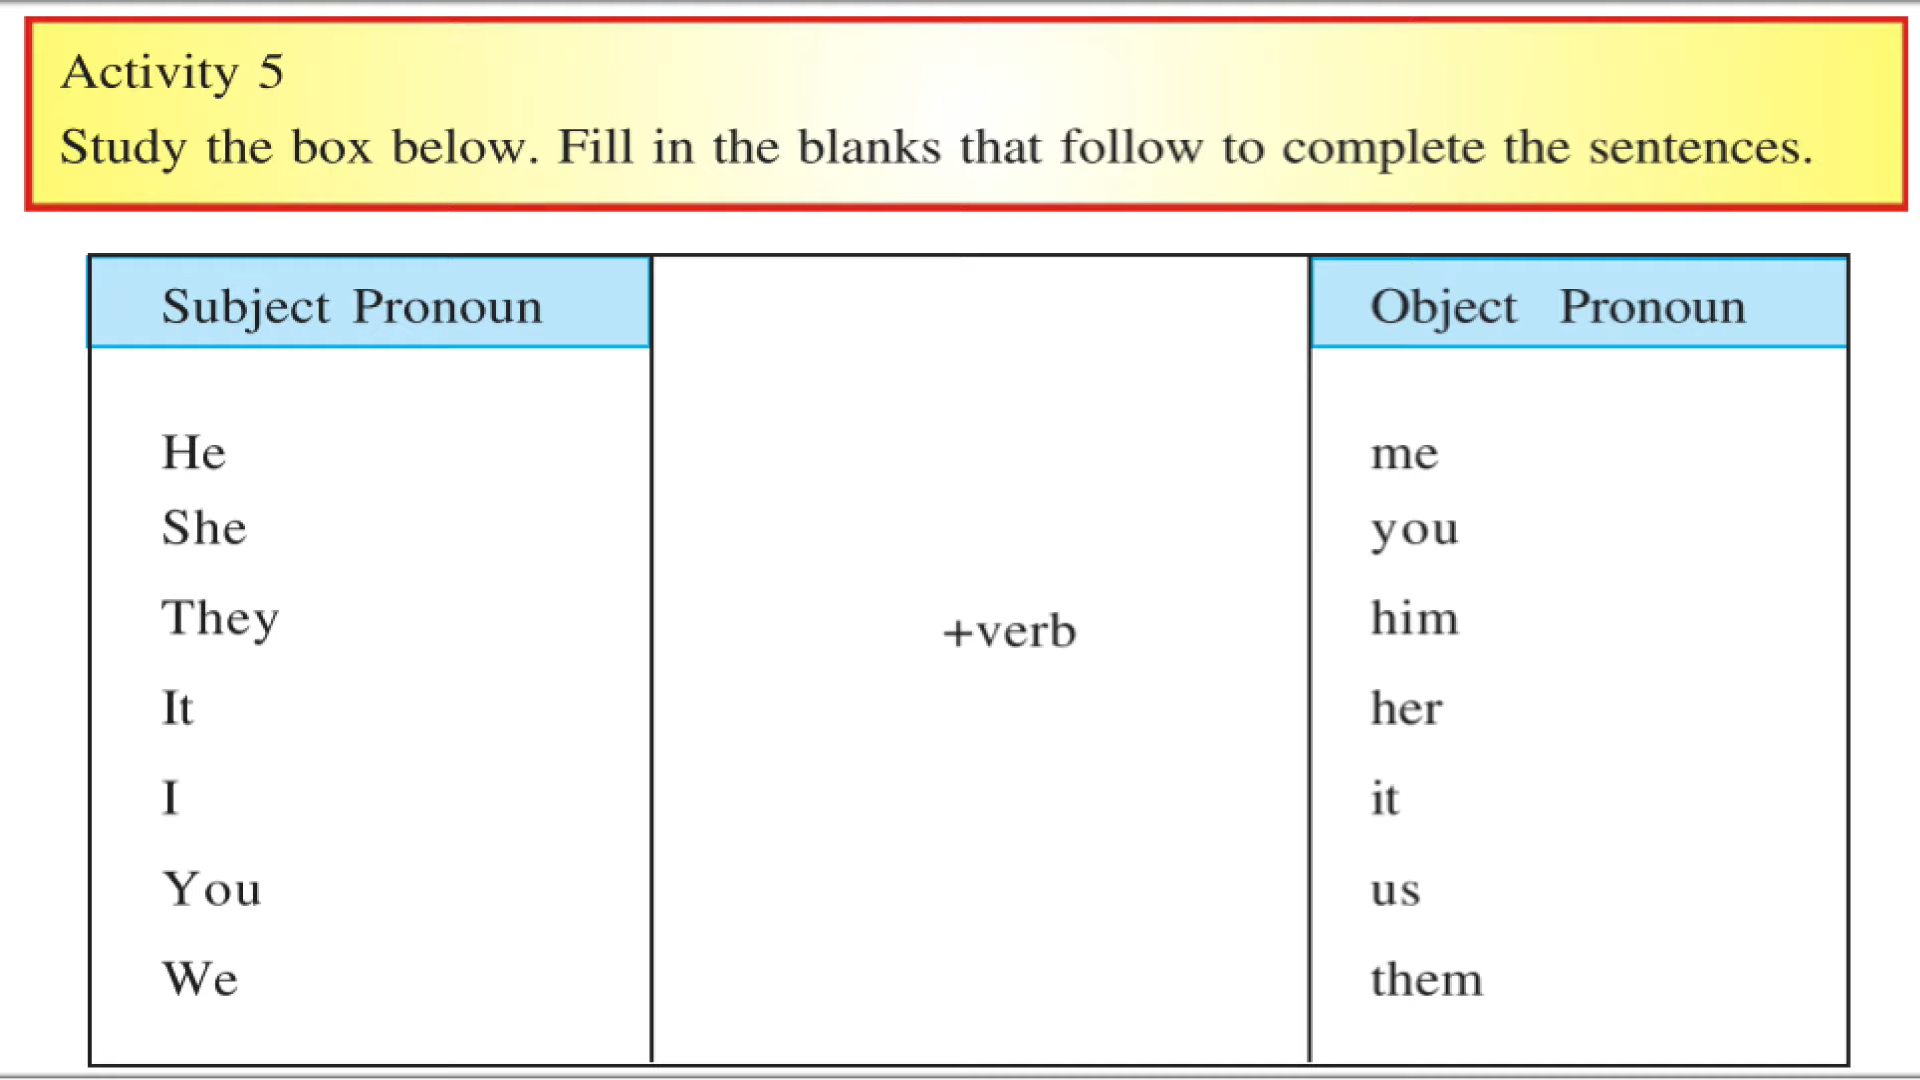 Activity 5
Study the box below. Fill in the blanks that follow to complete the sentences.
Subject Pronoun Object Pronoun
He me
She you
They him
+verb
It her
I it
You us
We them